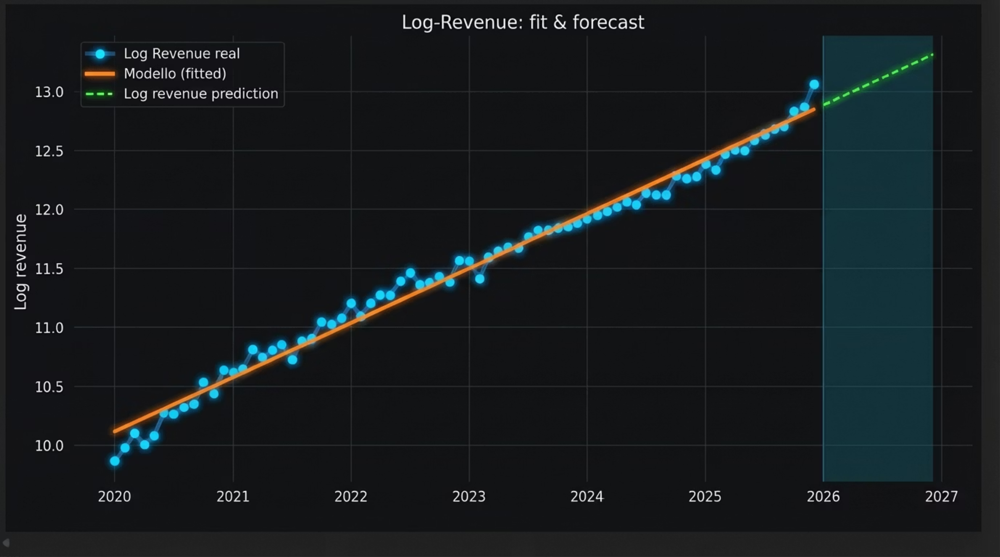 Log-Revenue: fit & forecast
Log Revenue real
Modello (fitted)
Log revenue prediction
13.0
12.5
12.0
11.5
11.0
10.5
10.0
Log revenue
2020 2021 2022 2023 2024 2025 2026 2027